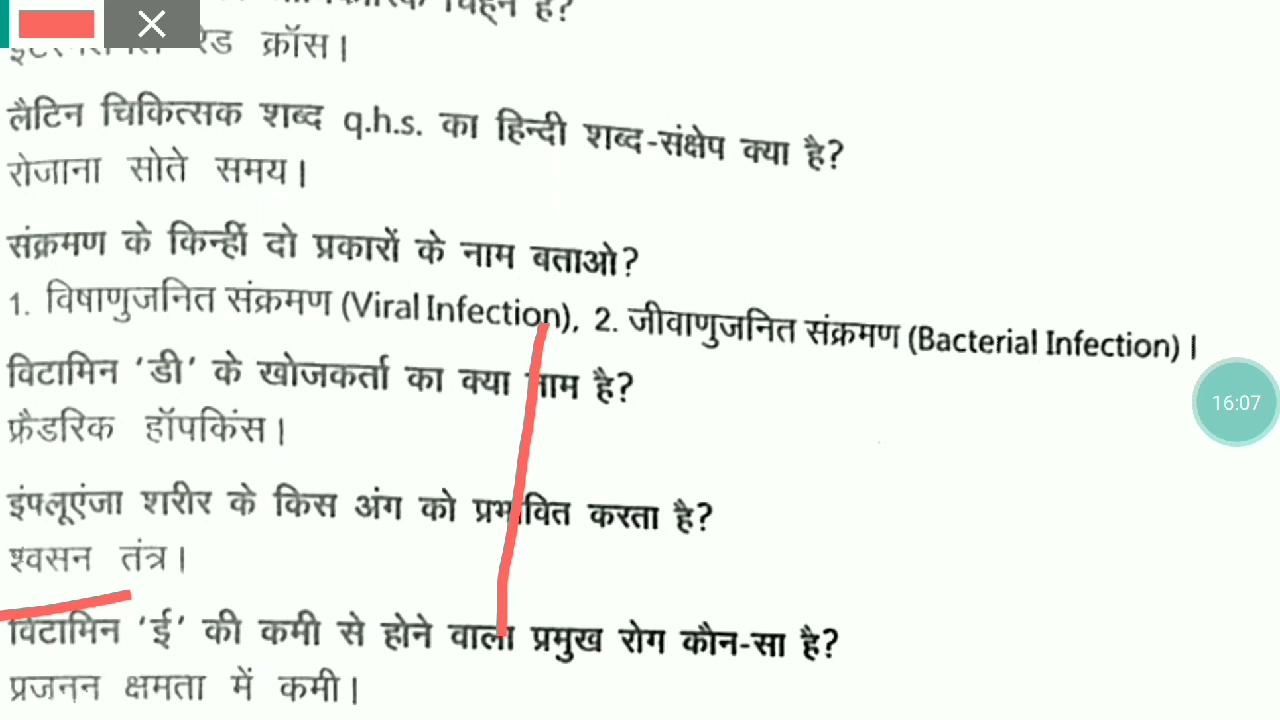 चिह्न है?
क्रॉस।
लैटिन चिकित्सक शब्द q.h.s. का हिन्दी शब्द-संक्षेप क्या है?
रोजाना सोते समय।
संक्रमण के किन्हीं दो प्रकारों के नाम बताओ?
1. विषाणुजनित संक्रमण (Viral Infection), 2. जीवाणुजनित संक्रमण (Bacterial Infection)।
विटामिन 'डी' के खोजकर्ता का क्या नाम है?
फ्रैडरिक हॉपकिंस।
16:07
इंफ्लूएंजा शरीर के किस अंग को प्रभावित करता है?
श्वसन तंत्र।
विटामिन 'ई' की कमी से होने वाला प्रमुख रोग कौन-सा है?
प्रजनन क्षमता में कमी।